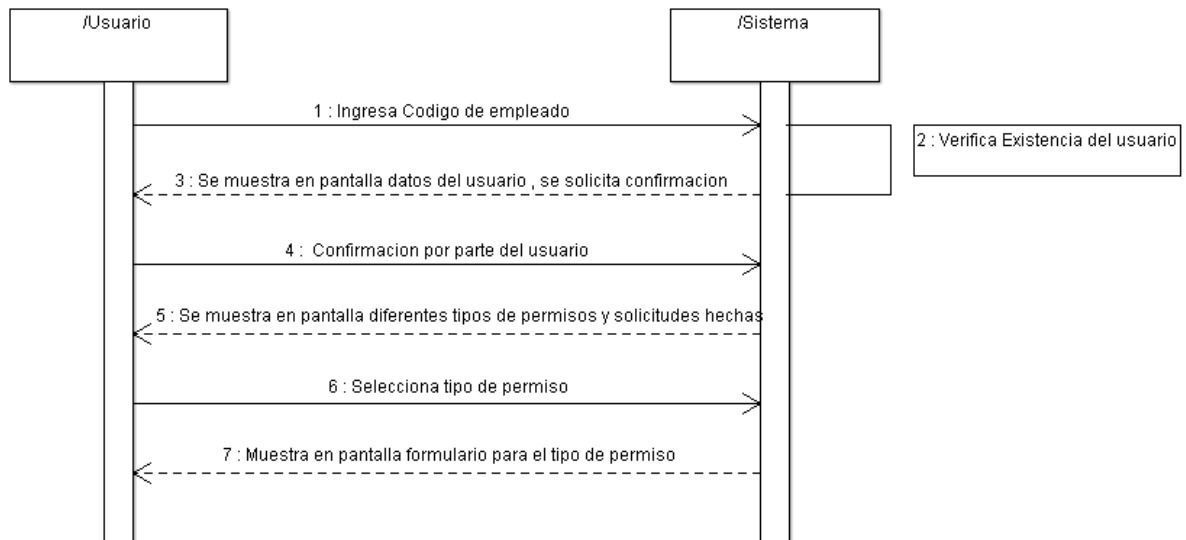 /Usuario
/Sistema
1 : Ingresa Codigo de empleado
2 : Verifica Existencia del usuario
3 : Se muestra en pantalla datos del usuario , se solicita confirmacion
4 : Confirmacion por parte del usuario
5 : Se muestra en pantalla diferentes tipos de permisos y solicitudes hechas
6 : Selecciona tipo de permiso
7 : Muestra en pantalla formulario para el tipo de permiso